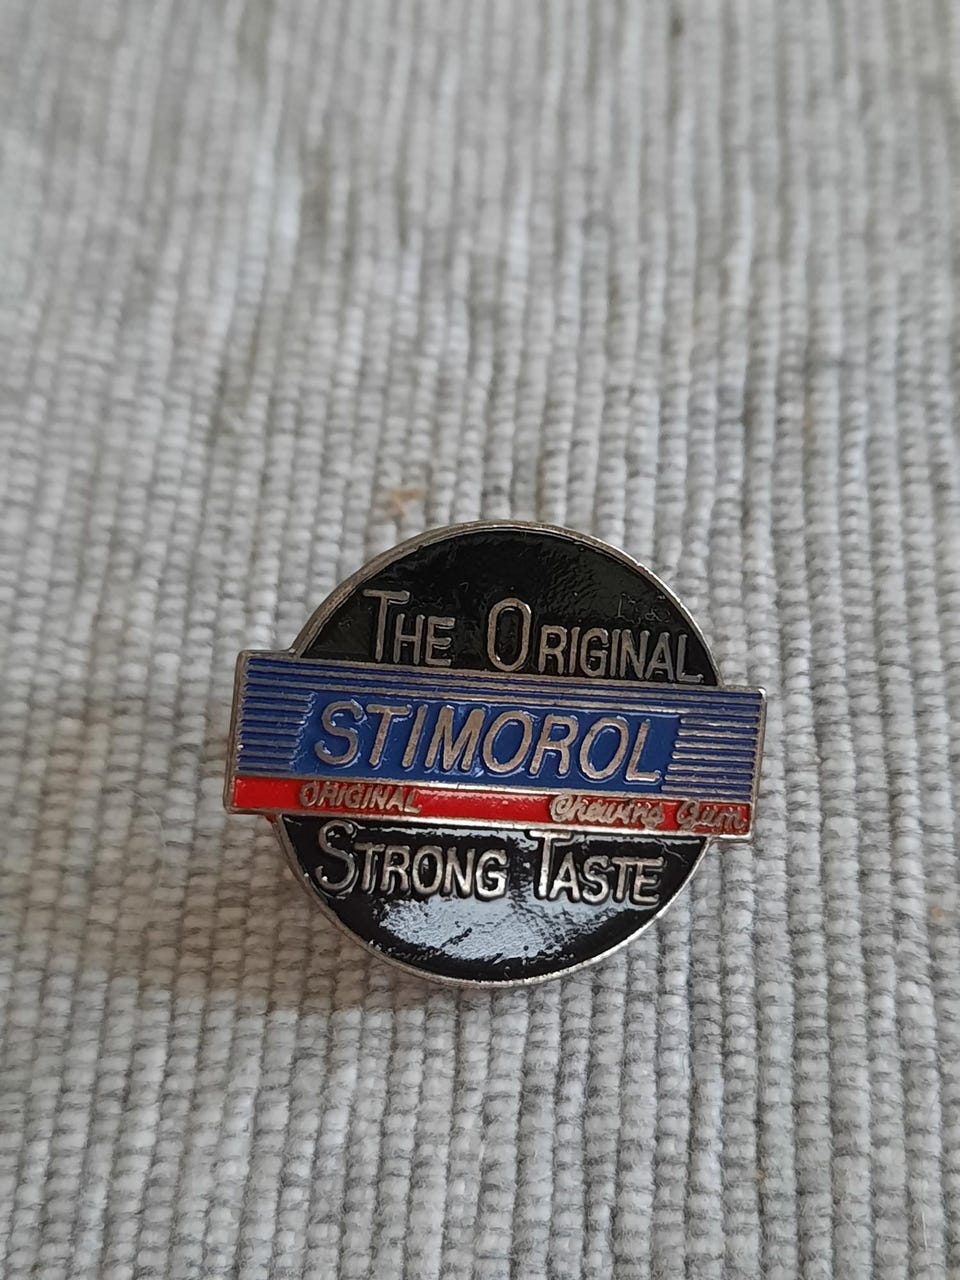 THE ORIGINAL
STIMOROL
ORIGINAL Chewing Gum
STRONG TASTE